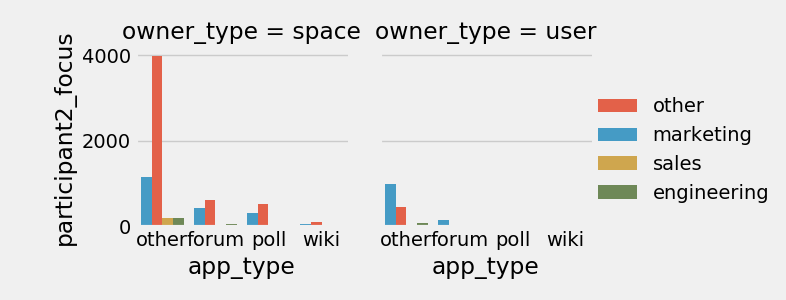 owner_type = space
owner_type = user
participant2_focus
4000
2000
0
other forum poll wiki
other forum poll wiki
app_type
app_type
other
marketing
sales
engineering